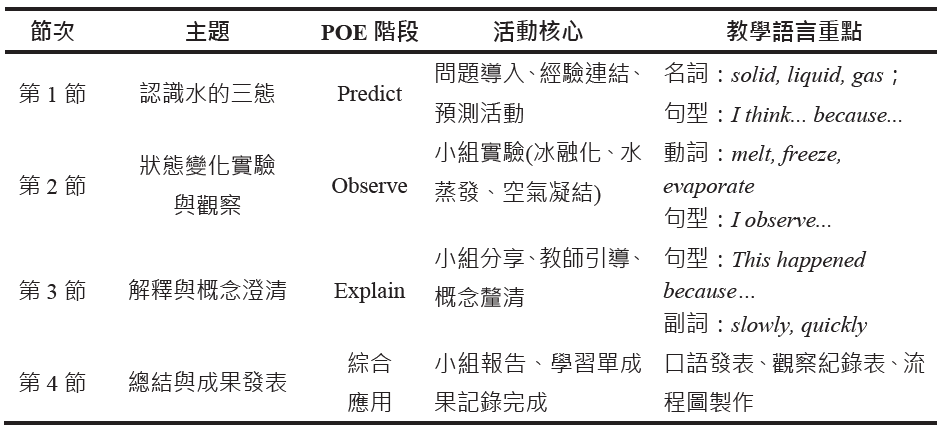 節次 主題 POE 階段 活動核心 教學語言重點
第 1 節 認識水的三態 Predict 問題導入、經驗連結、 名詞：solid, liquid, gas；
預測活動 句型：I think... because...
第 2 節 狀態變化實驗 Observe 小組實驗(冰融化、水 動詞：melt, freeze,
與觀察 蒸發、空氣凝結) evaporate
句型：I observe...
第 3 節 解釋與概念澄清 Explain 小組分享、教師引導、 句型：This happened
概念釐清 because…
副詞：slowly, quickly
第 4 節 總結與成果發表 綜合 小組報告、學習單成 口語發表、觀察紀錄表、流
應用 果記錄完成 程圖製作